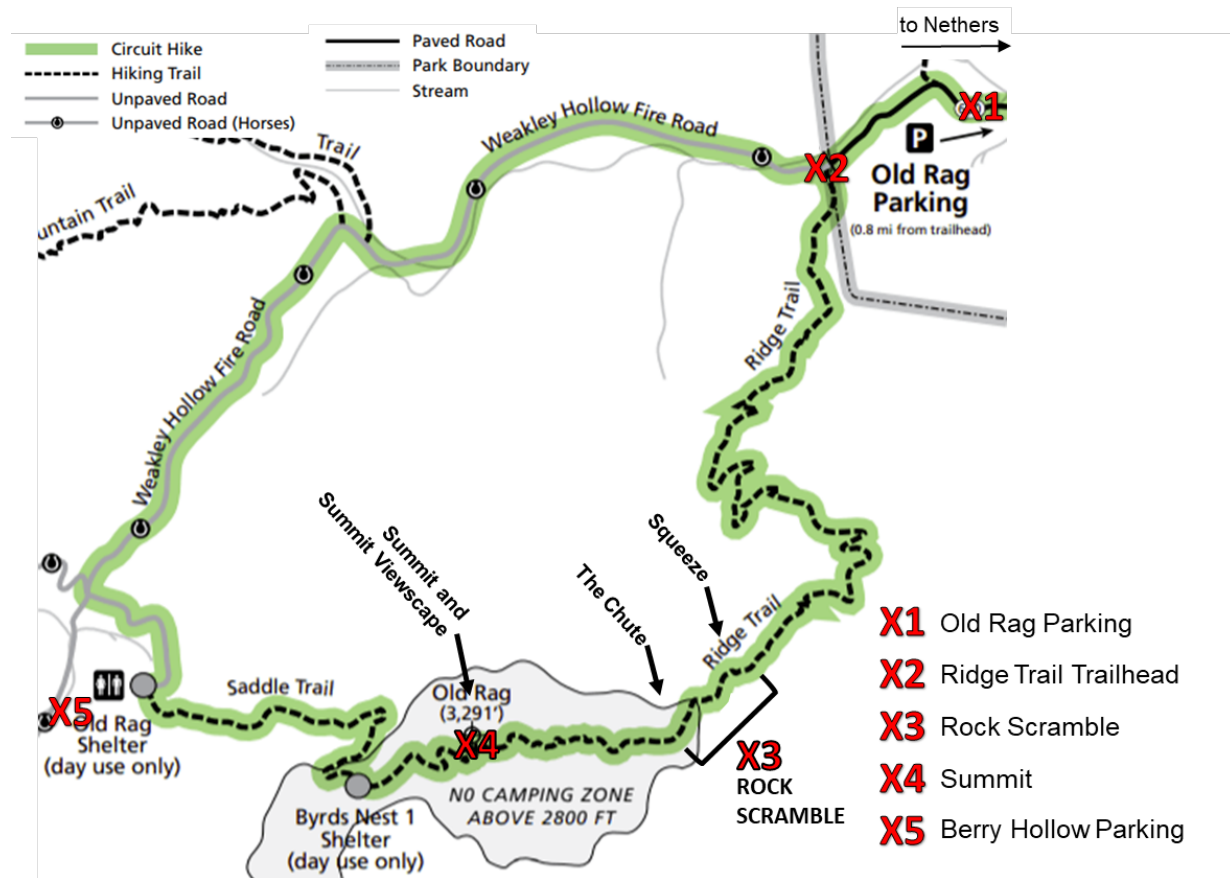 Circuit Hike
Hiking Trail
Unpaved Road
Unpaved Road (Horses)
Paved Road
Park Boundary
Stream
to Nethers
X1
P
Old Rag
Parking
(0.8 mi from trailhead)
X2
Weakley Hollow Fire Road
Trail
untain Trail
Weakley Hollow Fire Road
Ridge Trail
Summit and
Summit Viewscape
The Chute
Squeeze
Ridge Trail
Saddle Trail
Old Rag
(3,291')
X4
X5
Old Rag
Shelter
(day use only)
Byrds Nest 1
Shelter
(day use only)
NO CAMPING ZONE
ABOVE 2800 FT
X3
ROCK
SCRAMBLE
X1 Old Rag Parking
X2 Ridge Trail Trailhead
X3 Rock Scramble
X4 Summit
X5 Berry Hollow Parking